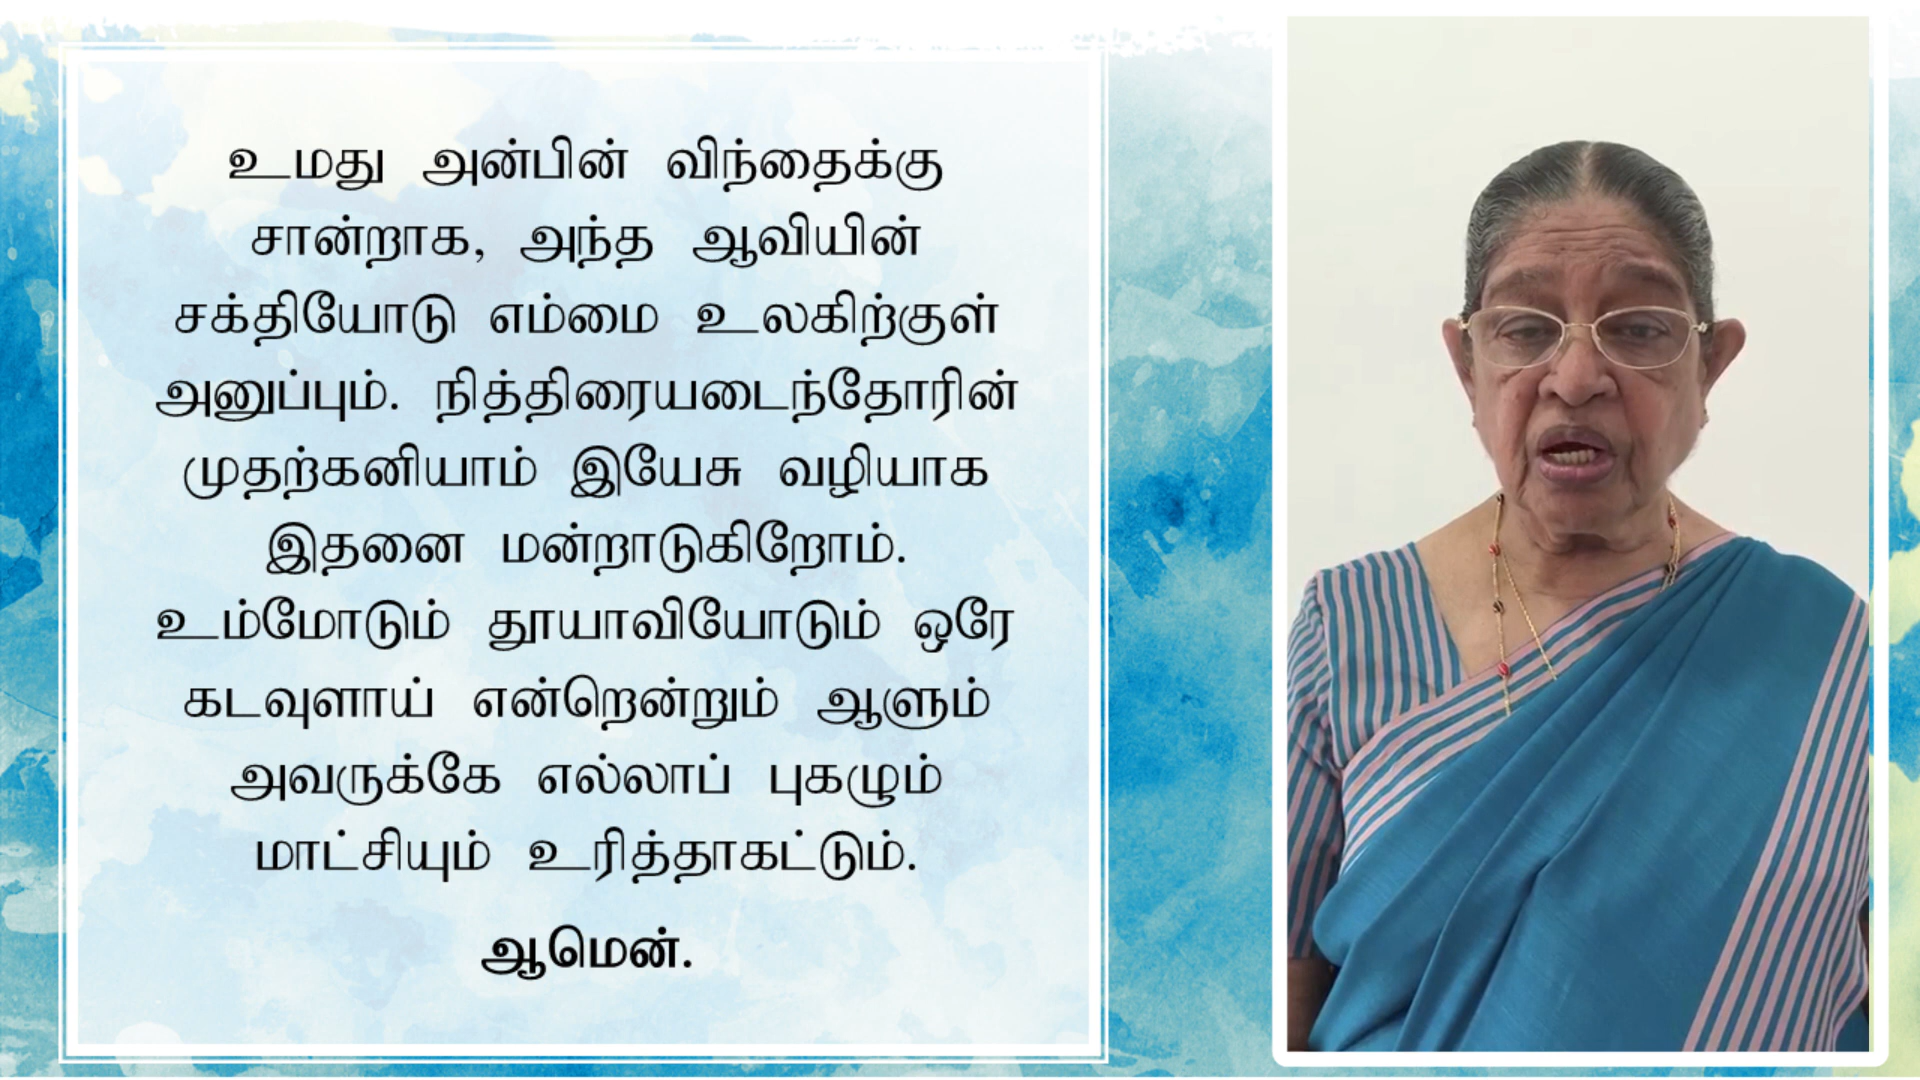 உமது அன்பின் விந்தைக்கு
சான்றாக, அந்த ஆவியின்
சக்தியோடு எம்மை உலகிற்குள்
அனுப்பும். நித்திரையடைந்தோரின்
முதற்கனியாம் இயேசு வழியாக
இதனை மன்றாடுகிறோம்.
உம்மோடும் தூயாவியோடும் ஒரே
கடவுளாய் என்றென்றும் ஆளும்
அவருக்கே எல்லாப் புகழும்
மாட்சியும் உரித்தாகட்டும்.
ஆமென்.